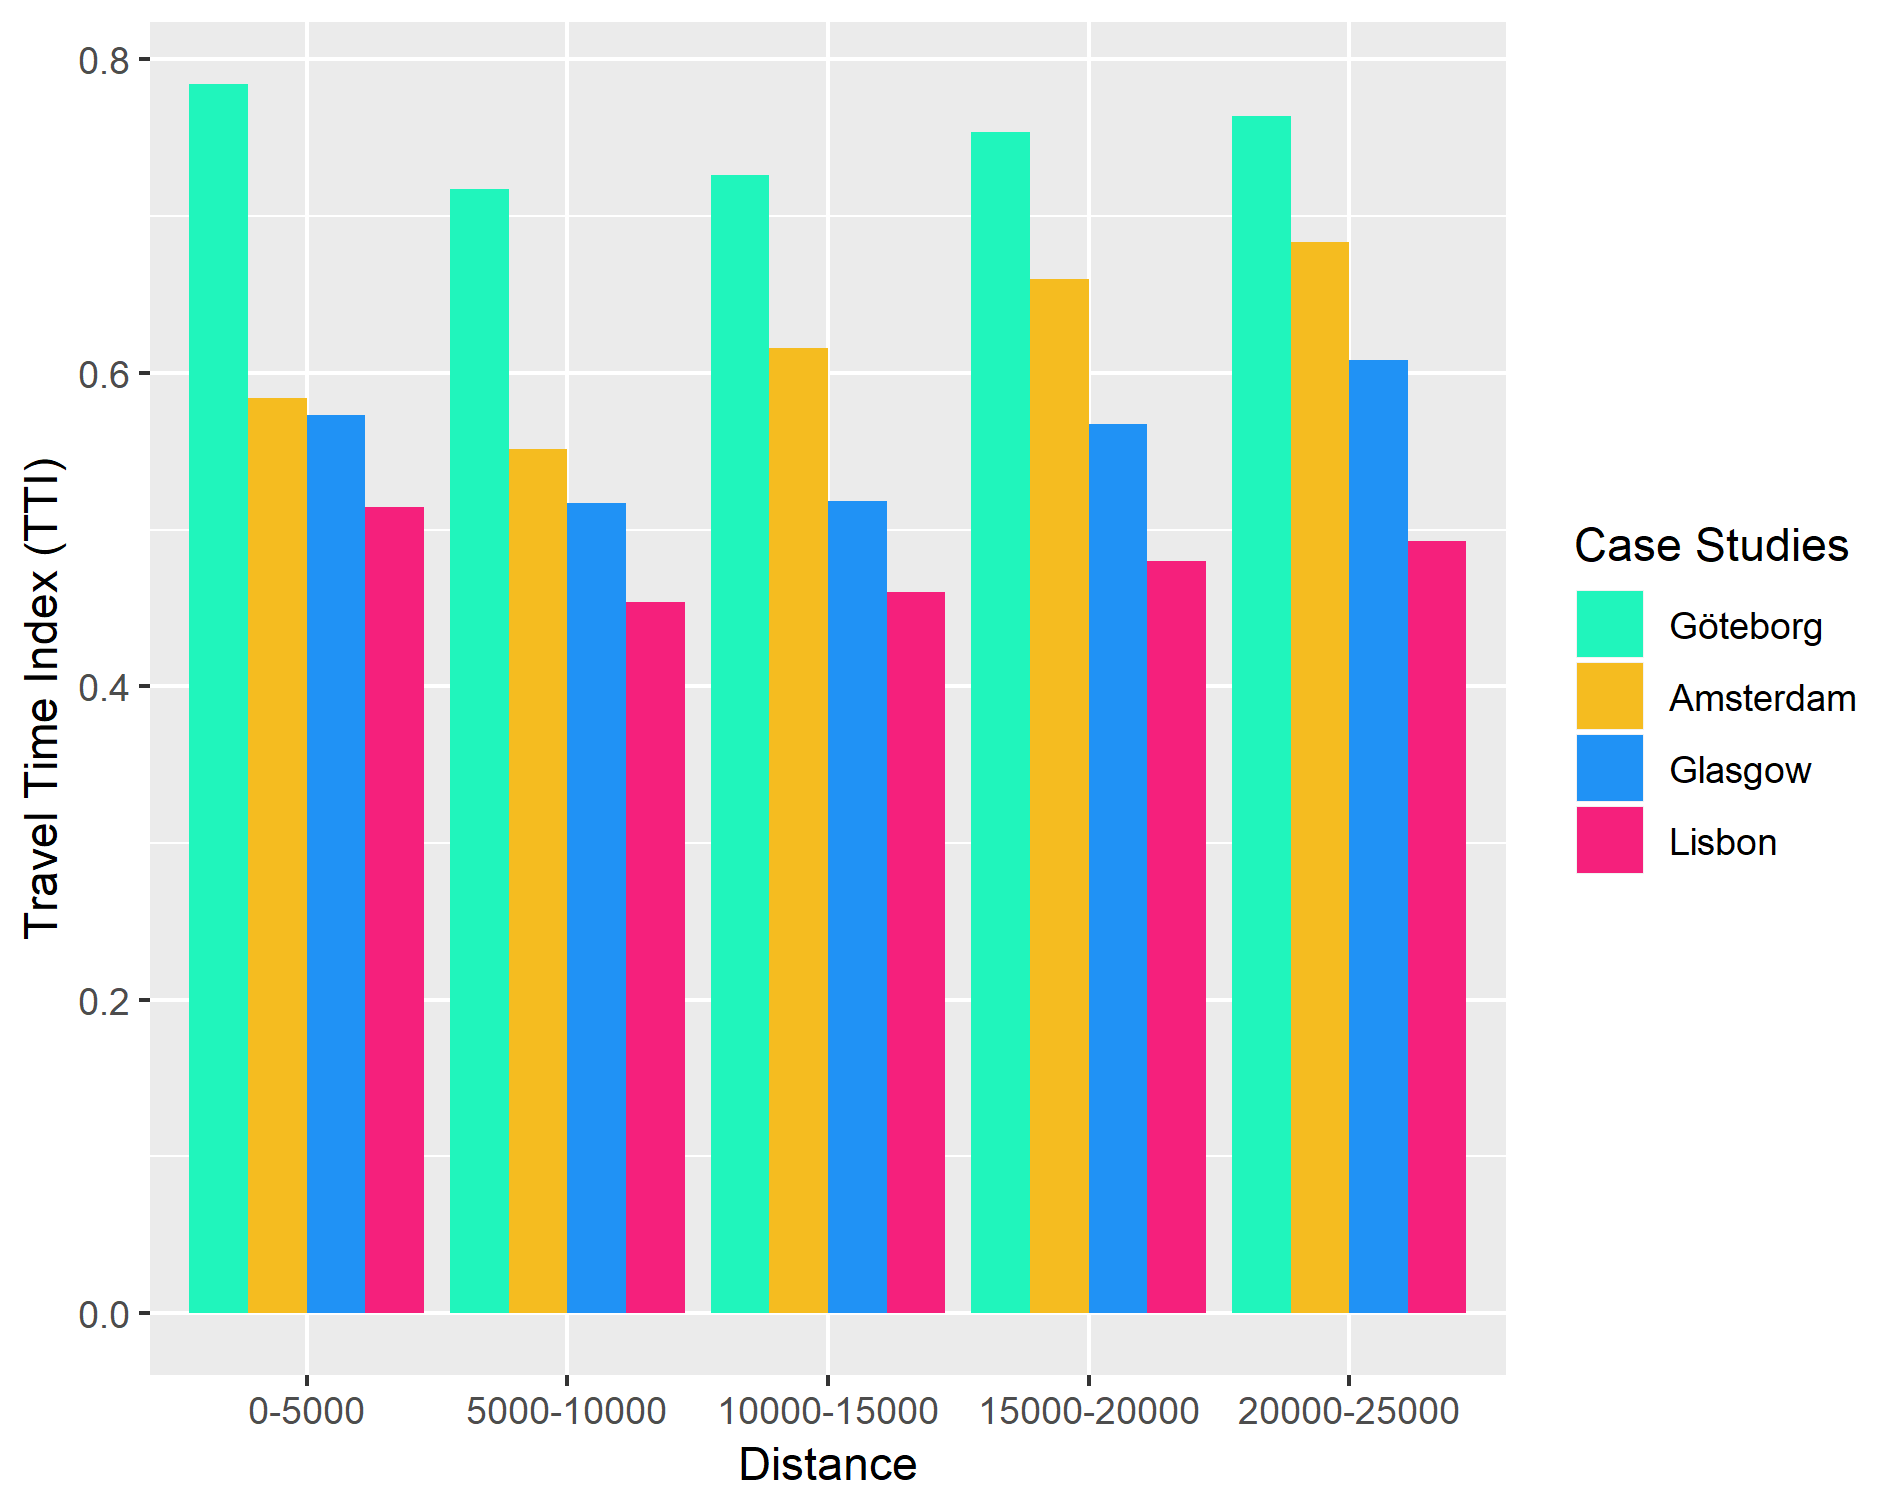 0.8
0.6
0.4
0.2
0.0
Travel Time Index (TTI)
0-5000 5000-10000 10000-15000 15000-20000 20000-25000
Distance
Case Studies
Göteborg
Amsterdam
Glasgow
Lisbon